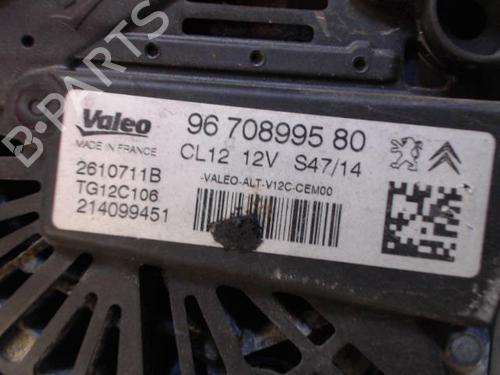 B-PARTS
Valeo
MADE IN FRANCE
96 708995 80
CL12 12V S47/14
2610711B
TG12C106
214099451
-VALEO-ALT-V12C-CEM00